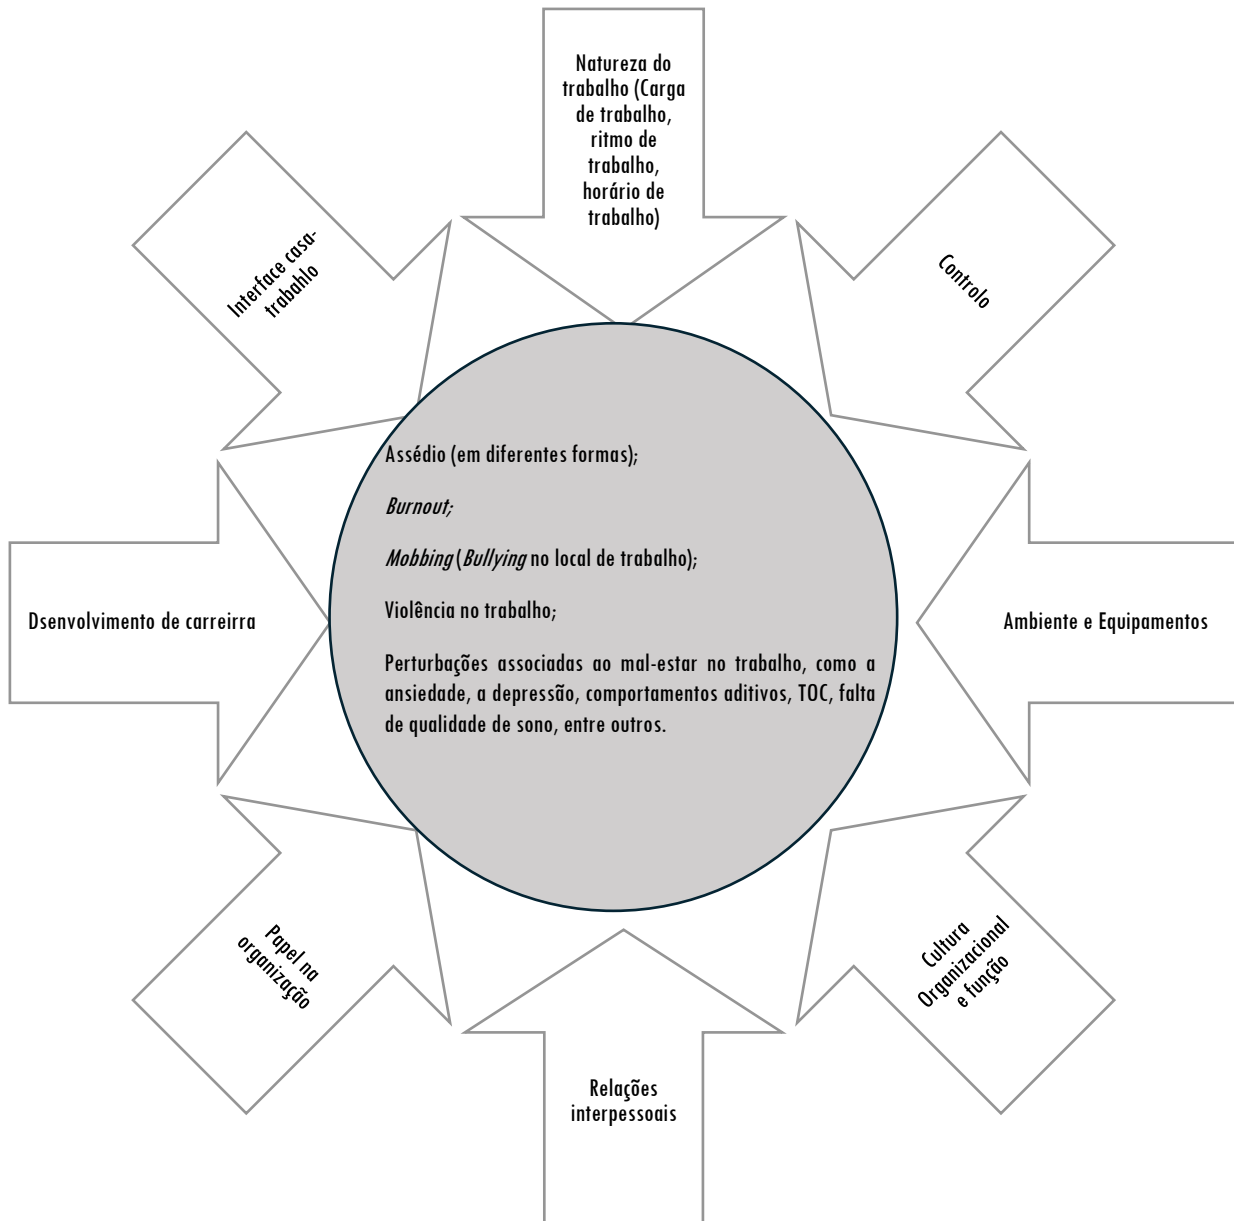 Natureza do
trabalho (Carga
de trabalho,
ritmo de
trabalho,
horário de
trabalho)
Interface casa-
trabahlo
Controlo
Assédio (em diferentes formas);
Burnout;
Mobbing (Bullying no local de trabalho);
Violência no trabalho;
Perturbações associadas ao mal-estar no trabalho, como a
ansiedade, a depressão, comportamentos aditivos, TOC, falta
de qualidade de sono, entre outros.
Dsenvolvimento de carreirra
Ambiente e Equipamentos
Papel na
organização
Cultura
Organizacional
e função
Relações
interpessoais